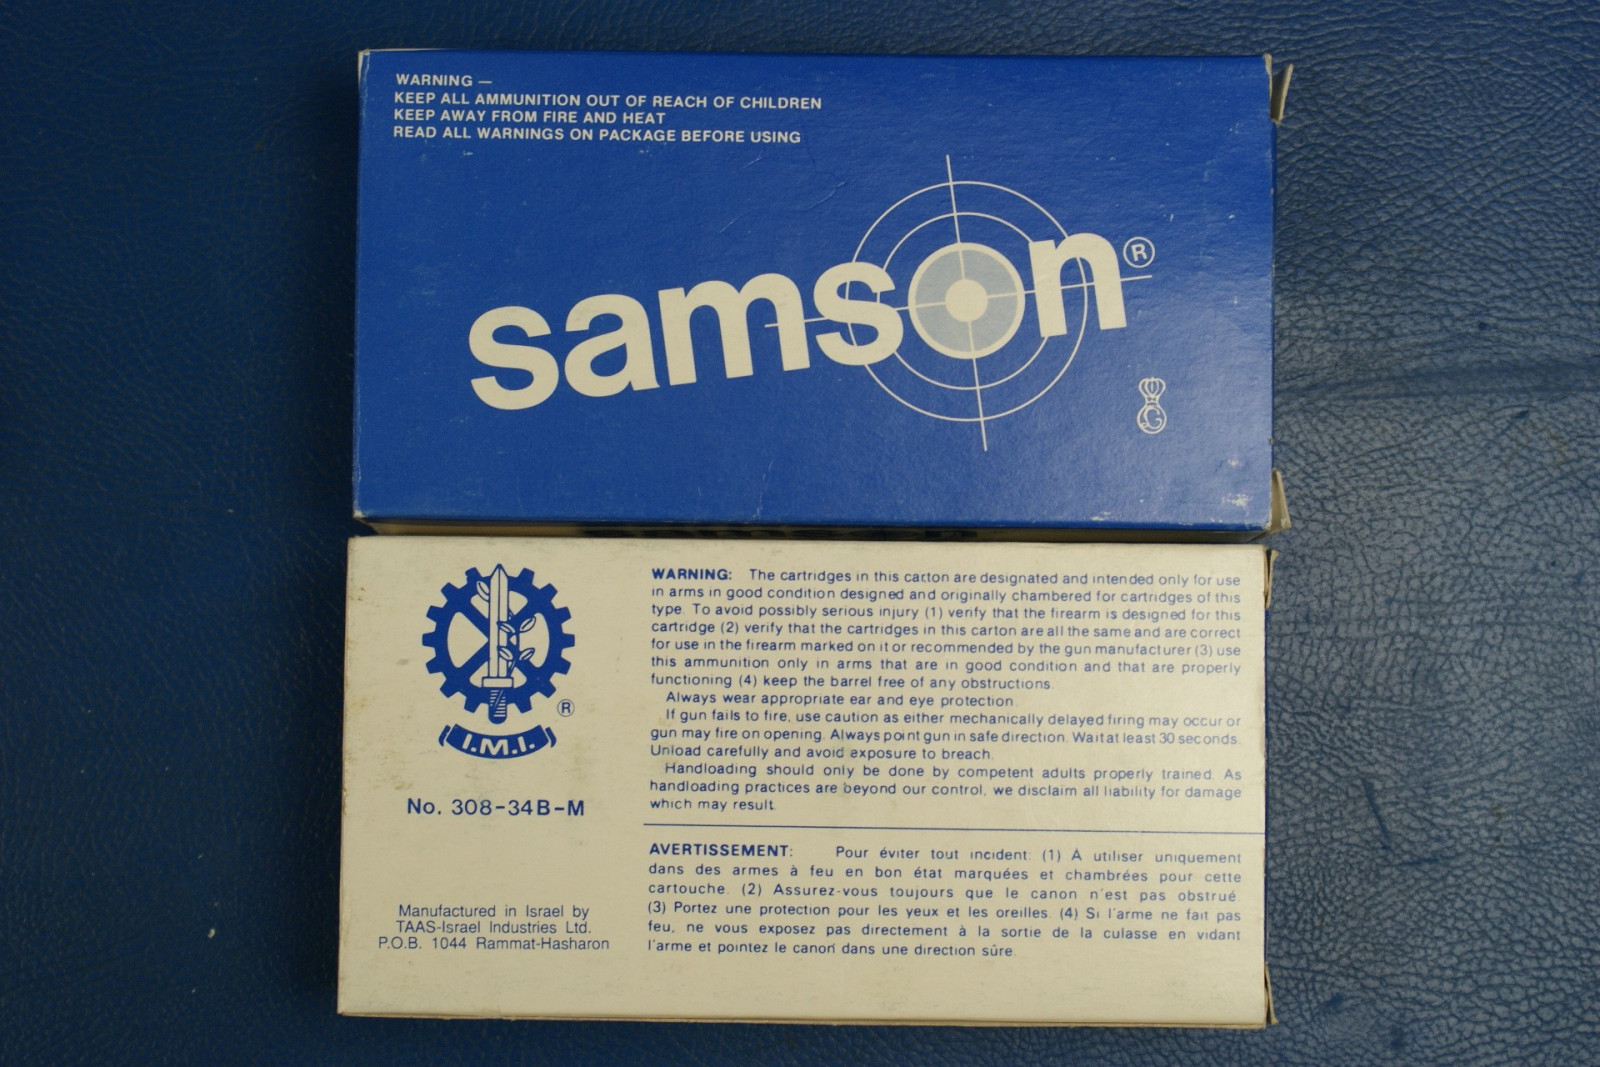 WARNING —
KEEP ALL AMMUNITION OUT OF REACH OF CHILDREN
KEEP AWAY FROM FIRE AND HEAT
READ ALL WARNINGS ON PACKAGE BEFORE USING
samson®
G
I.M.I.
®
No. 308-34B-M
Manufactured in Israel by
TAAS-Israel Industries Ltd.
P.O.B. 1044 Rammat-Hasharon
WARNING: The cartridges in this carton are designated and intended only for use
in arms in good condition designed and originally chambered for cartridges of this
type. To avoid possibly serious injury (1) verify that the firearm is designed for this
cartridge (2) verify that the cartridges in this carton are all the same and are correct
for use in the firearm marked on it or recommended by the gun manufacturer (3) use
this ammunition only in arms that are in good condition and that are properly
functioning (4) keep the barrel free of any obstructions.
Always wear appropriate ear and eye protection.
If gun fails to fire, use caution as either mechanically delayed firing may occur or
gun may fire on opening. Always point gun in safe direction. Wait at least 30 seconds.
Unload carefully and avoid exposure to breach.
Handloading should only be done by competent adults properly trained. As
handloading practices are beyond our control, we disclaim all liability for damage
which may result.
AVERTISSEMENT: Pour éviter tout incident: (1) A utiliser uniquement
dans des armes à feu en bon état marquées et chambrées pour cette
cartouche. (2) Assurez-vous toujours que le canon n'est pas obstrué.
(3) Portez une protection pour les yeux et les oreilles. (4) Si l'arme ne fait pas
feu, ne vous exposez pas directement à la sortie de la culasse en vidant
l'arme et pointez le canon dans une direction sûre.